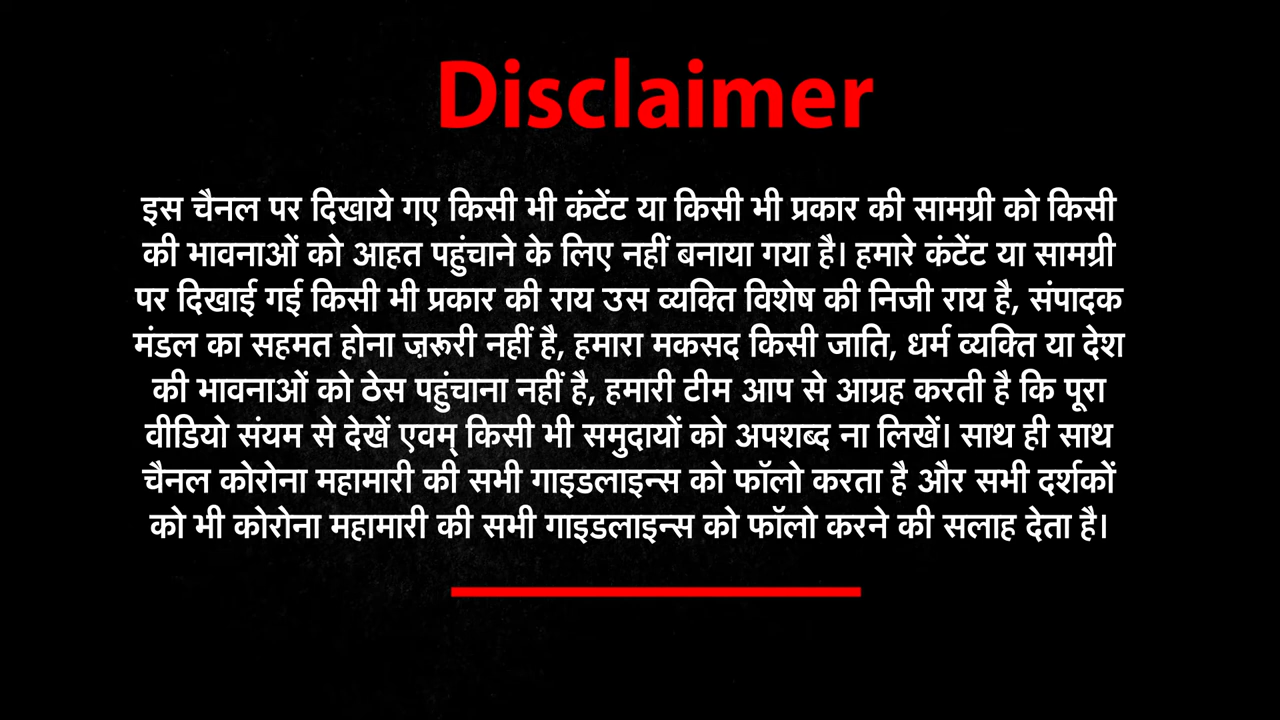 Disclaimer
इस चैनल पर दिखाये गए किसी भी कंटेंट या किसी भी प्रकार की सामग्री को किसी
की भावनाओं को आहत पहुंचाने के लिए नहीं बनाया गया है। हमारे कंटेंट या सामग्री
पर दिखाई गई किसी भी प्रकार की राय उस व्यक्ति विशेष की निजी राय है, संपादक
मंडल का सहमत होना ज़रूरी नहीं है, हमारा मकसद किसी जाति, धर्म व्यक्ति या देश
की भावनाओं को ठेस पहुंचाना नहीं है, हमारी टीम आप से आग्रह करती है कि पूरा
वीडियो संयम से देखें एवम् किसी भी समुदायों को अपशब्द ना लिखें। साथ ही साथ
चैनल कोरोना महामारी की सभी गाइडलाइन्स को फॉलो करता है और सभी दर्शकों
को भी कोरोना महामारी की सभी गाइडलाइन्स को फॉलो करने की सलाह देता है।